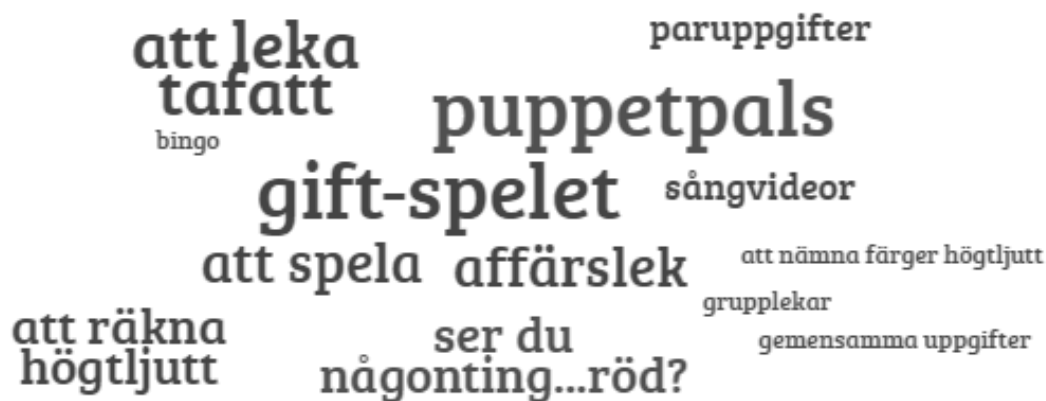 att leka
tafatt
paruppgifter
puppetpals
bingo
gift-spelet
sångvideor
att spela
affärslek
att nämna färger högtljutt
grupplekar
att räkna
högtljutt
ser du
någonting...röd?
gemensamma uppgifter